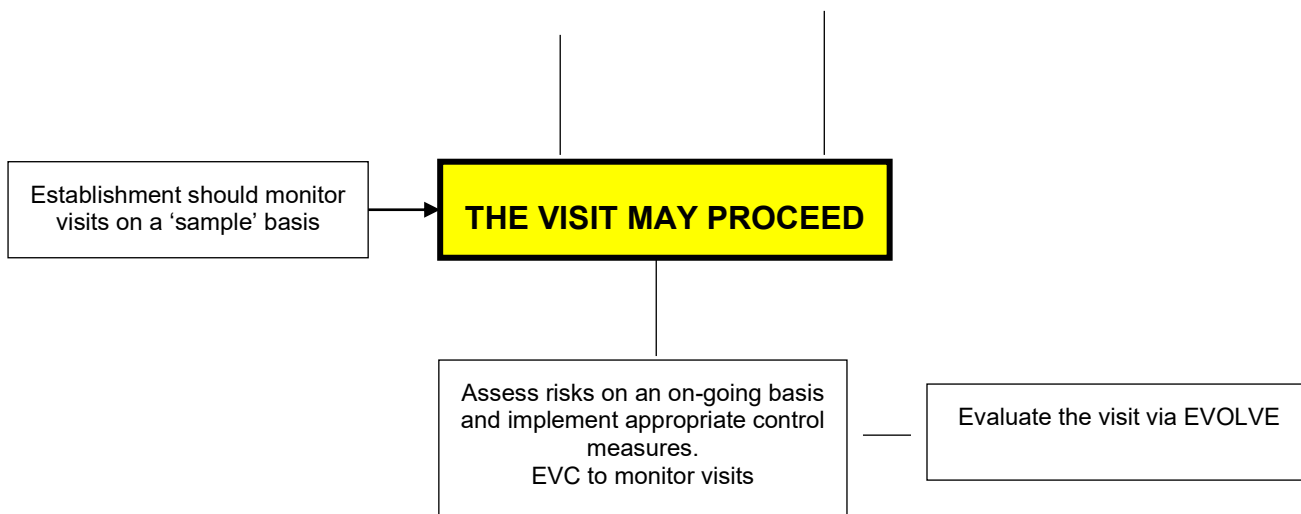 Establishment should monitor
visits on a ‘sample’ basis
THE VISIT MAY PROCEED
Assess risks on an on-going basis
and implement appropriate control
measures.
EVC to monitor visits
Evaluate the visit via EVOLVE